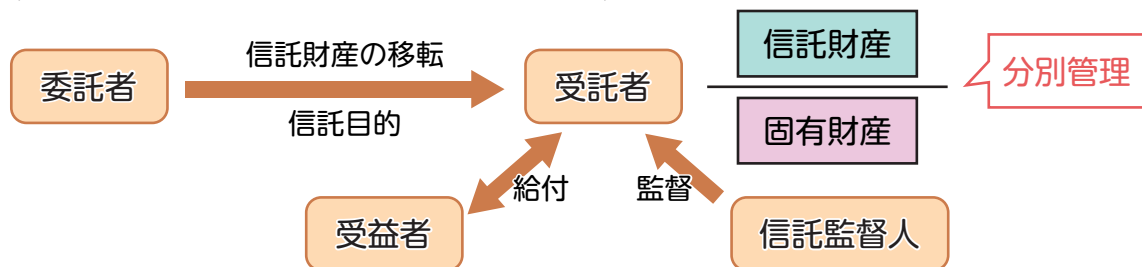 委託者
信託財産の移転
信託目的
受託者
信託財産
固有財産
分別管理
給付
監督
受益者
信託監督人